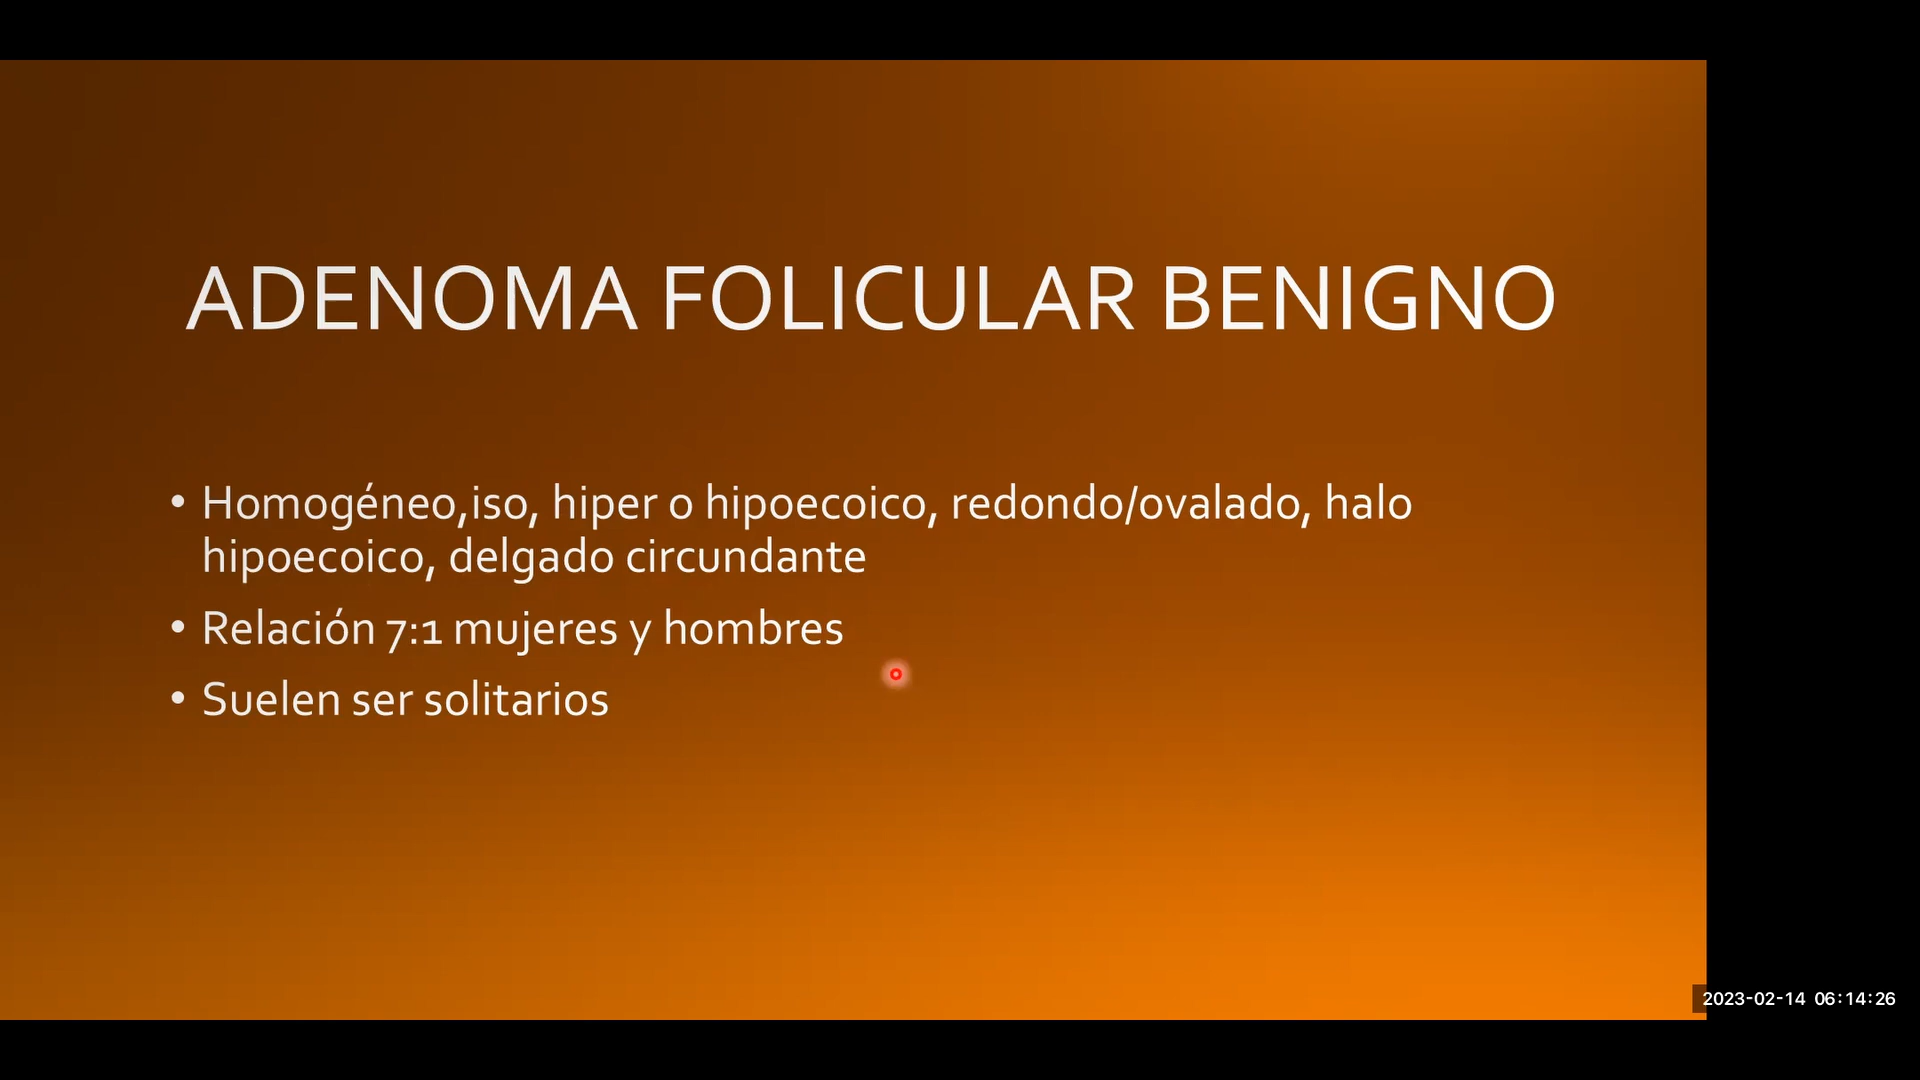 ADENOMA FOLICULAR BENIGNO
• Homogéneo,iso, hiper o hipoecoico, redondo/ovalado, halo
hipoecoico, delgado circundante
• Relación 7:1 mujeres y hombres
• Suelen ser solitarios
2023-02-14 06:14:26